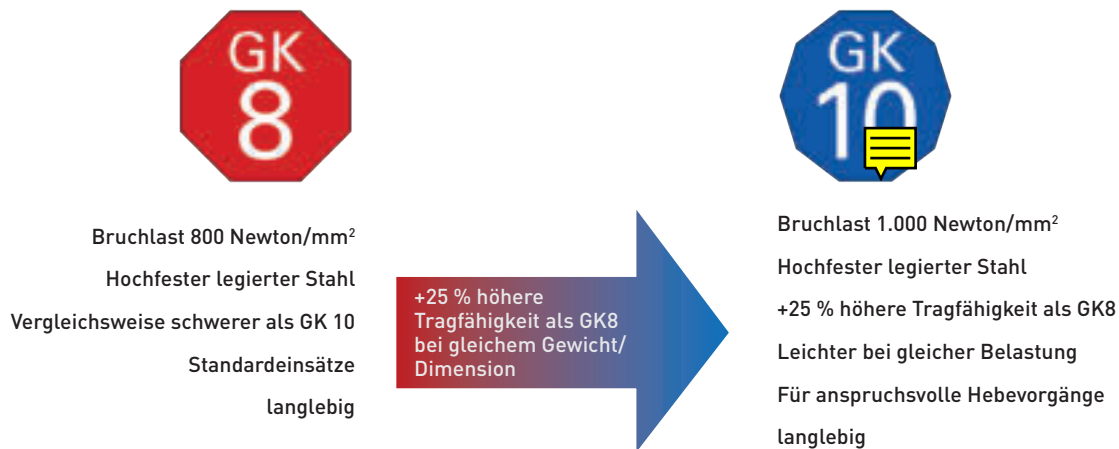 GK
8
GK
10
Bruchlast 800 Newton/mm²
Hochfester legierter Stahl
Vergleichsweise schwerer als GK 10
Standardeinsätze
langlebig
+25 % höhere
Tragfähigkeit als GK8
bei gleichem Gewicht/
Dimension
Bruchlast 1.000 Newton/mm²
Hochfester legierter Stahl
+25 % höhere Tragfähigkeit als GK8
Leichter bei gleicher Belastung
Für anspruchsvolle Hebevorgänge
langlebig